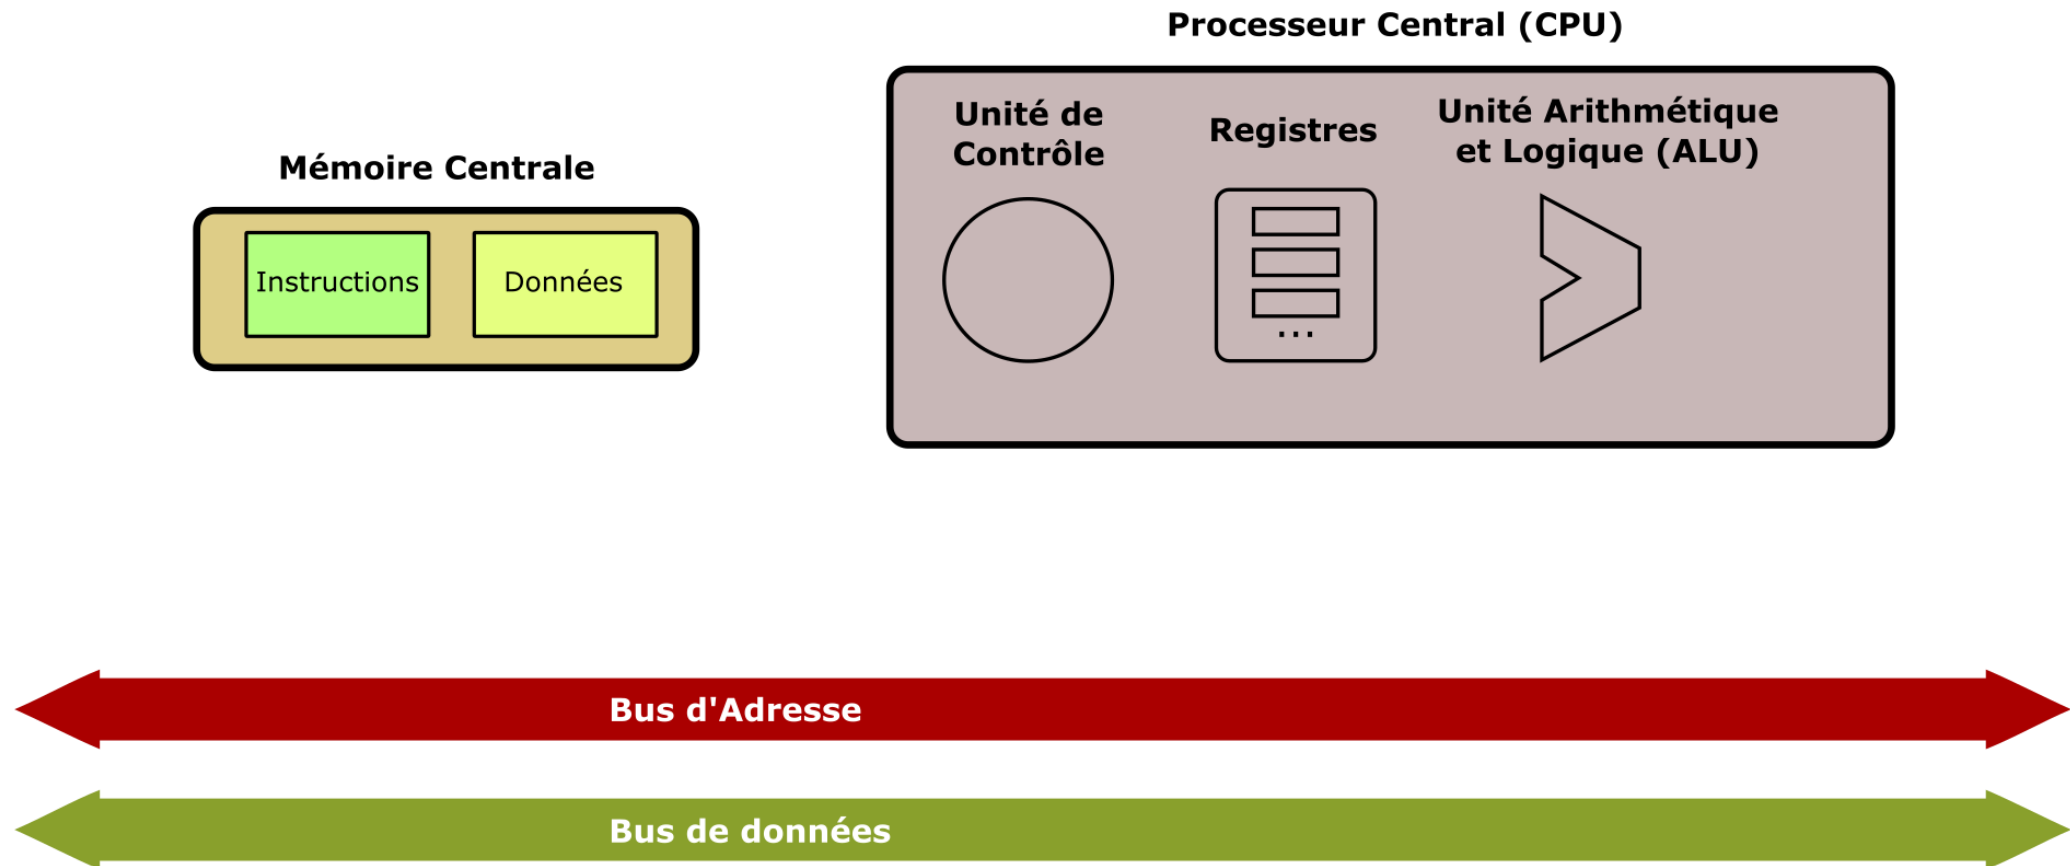 Processeur Central (CPU)
Unité de
Contrôle
Registres
Unité Arithmétique
et Logique (ALU)
Mémoire Centrale
Instructions
Données
...
Bus d'Adresse
Bus de données